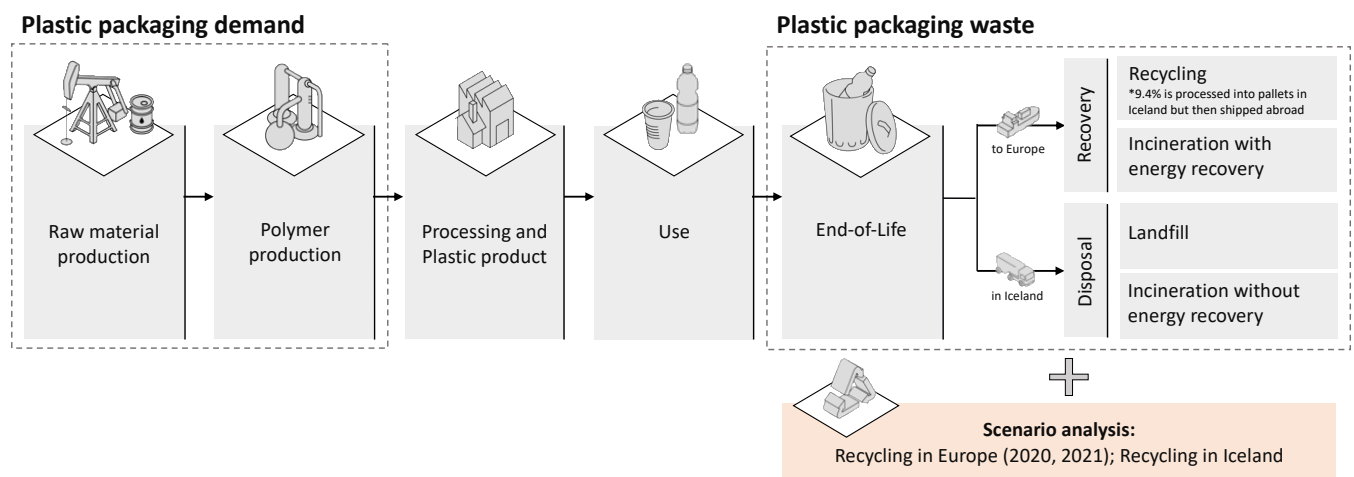 Plastic packaging demand
Plastic packaging waste
Raw material
production
Polymer
production
Processing and
Plastic product
Use
End-of-Life
to Europe
in Iceland
Recovery
Recycling
*9.4% is processed into pallets in
Iceland but then shipped abroad
Incineration with
energy recovery
Disposal
Landfill
Incineration without
energy recovery
Scenario analysis:
Recycling in Europe (2020, 2021); Recycling in Iceland